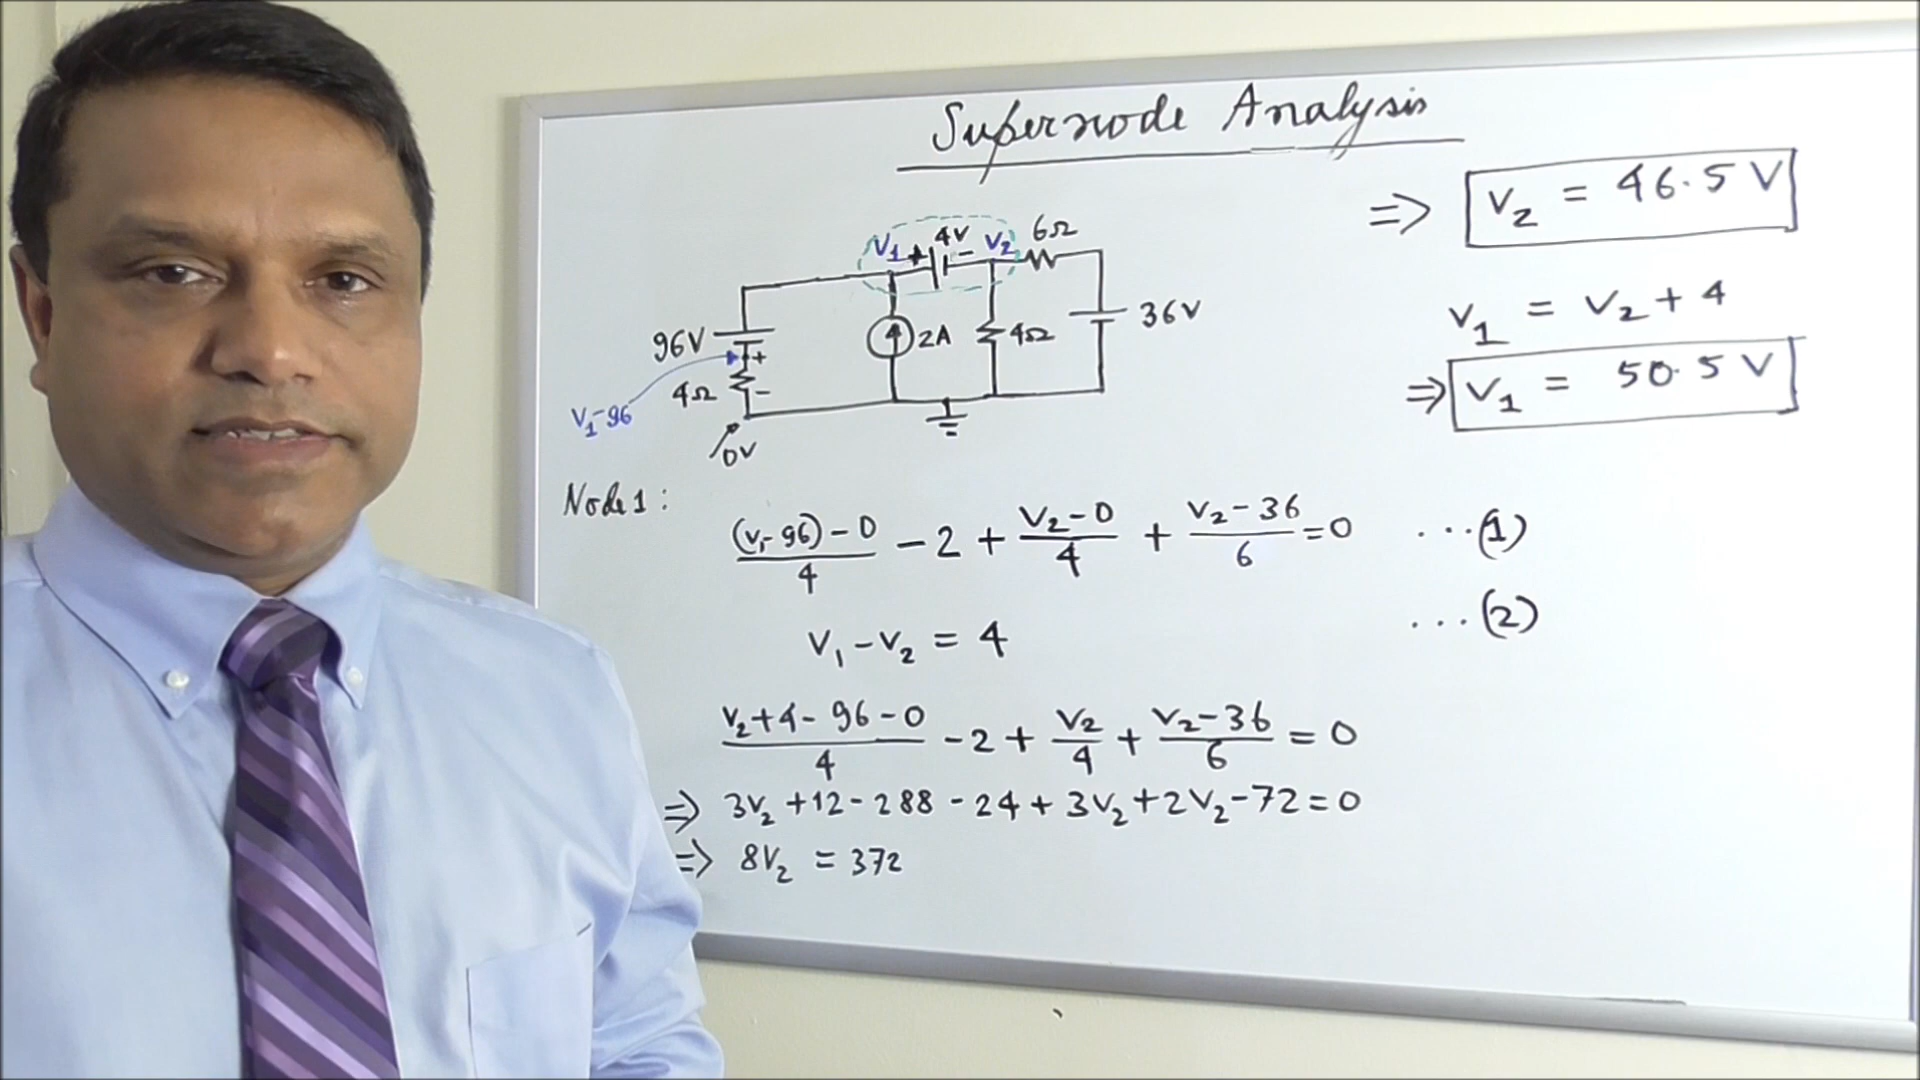 Supernode Analysis
V₁ + 4V - V₂ 6Ω
96V + 2A 4Ω 36V
4Ω -
V₁-96
0V
⇒ V₂ = 46.5 V
V₁ = V₂ + 4
⇒ V₁ = 50.5 V
Node 1:
(V₁-96)-0/4 - 2 + V₂-0/4 + V₂-36/6 = 0 ...(1)
V₁ - V₂ = 4 ...(2)
V₂+4-96-0/4 - 2 + V₂/4 + V₂-36/6 = 0
⇒ 3V₂ + 12 - 288 - 24 + 3V₂ + 2V₂ - 72 = 0
⇒ 8V₂ = 372